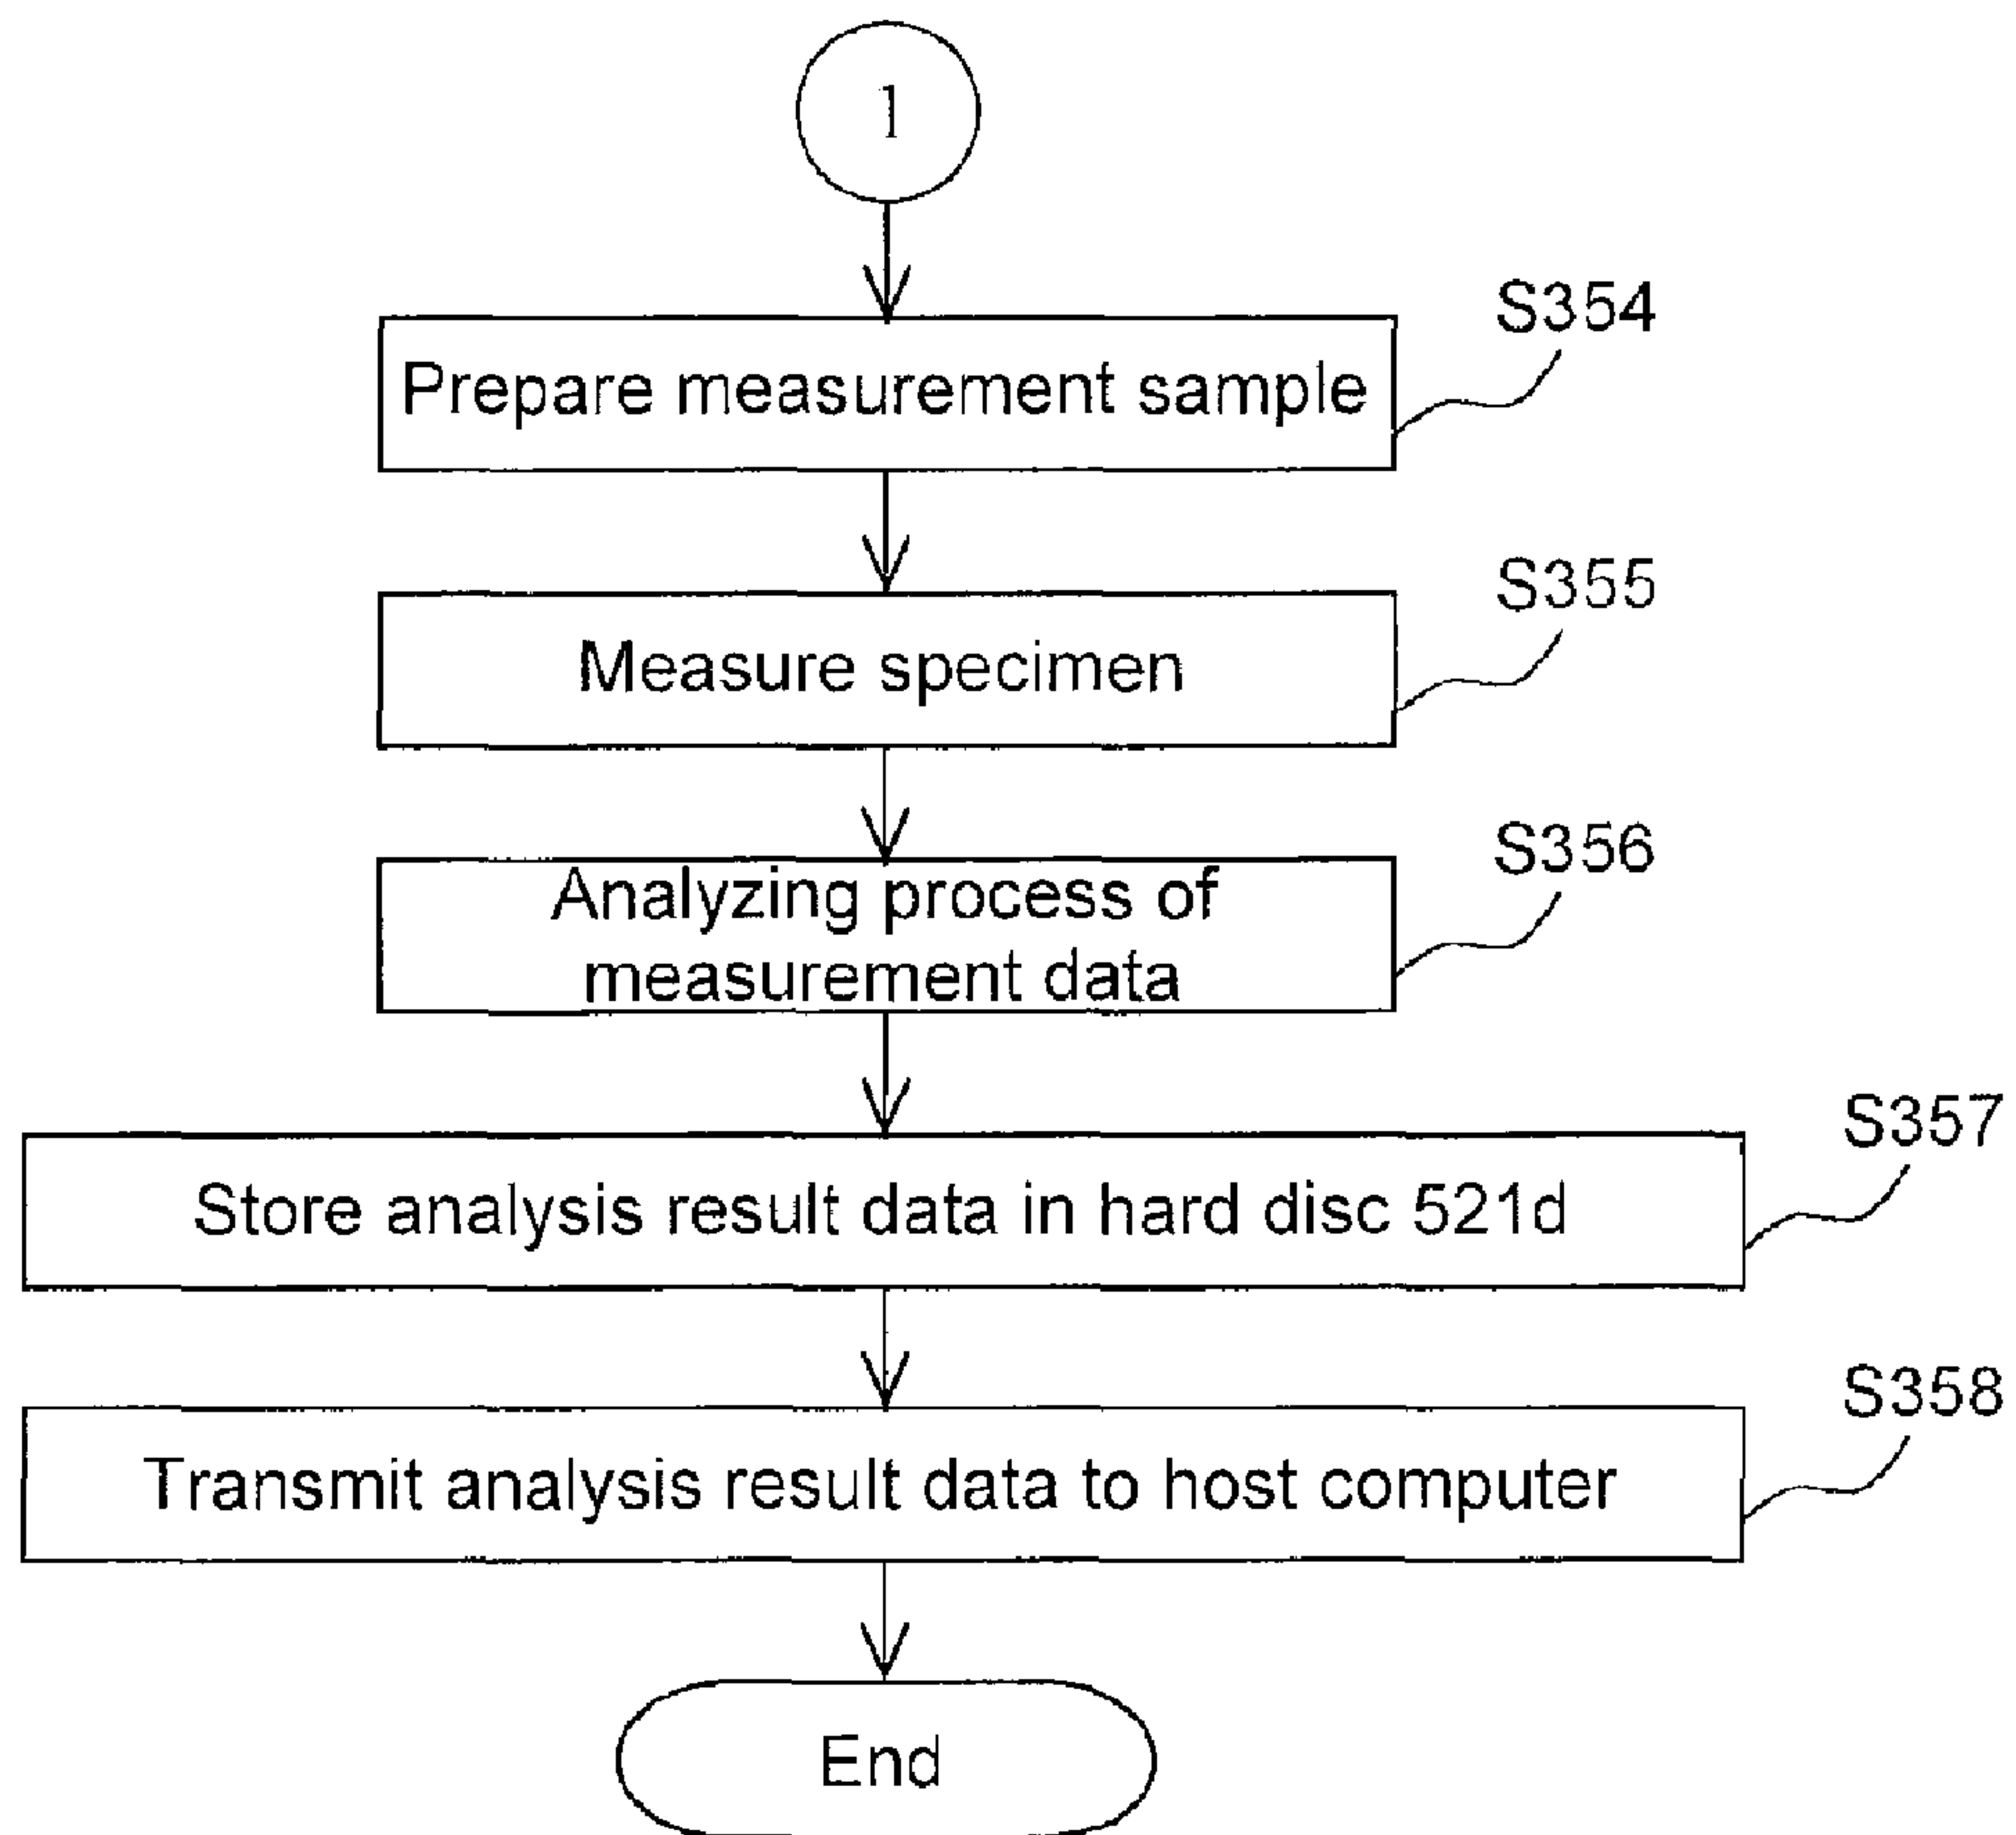 1
S354
Prepare measurement sample
S355
Measure specimen
S356
Analyzing process of
measurement data
S357
Store analysis result data in hard disc 521d
S358
Transmit analysis result data to host computer
End